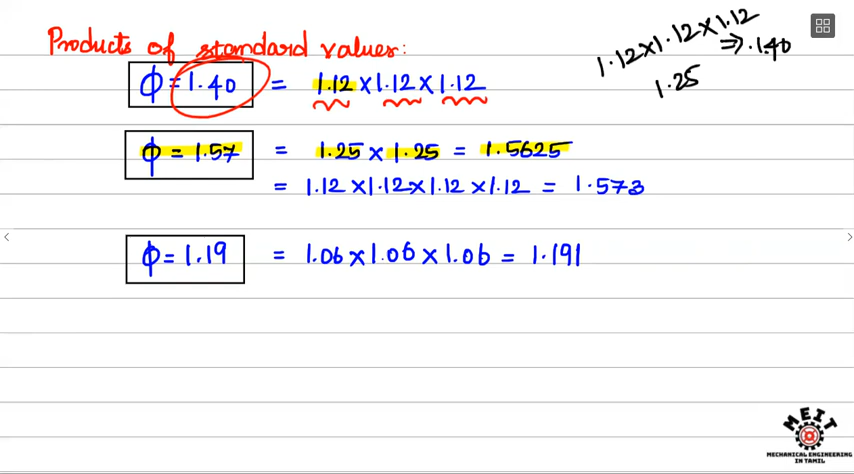 Products of standard values:
1.12×1.12×1.12
⇒1.40
1.25
ϕ = 1.40 = 1.12 × 1.12 × 1.12
ϕ = 1.57 = 1.25 × 1.25 = 1.5625
= 1.12 × 1.12 × 1.12 × 1.12 = 1.573
ϕ = 1.19 = 1.06 × 1.06 × 1.06 = 1.191
MEIT
MECHANICAL ENGINEERING
IN TAMIL